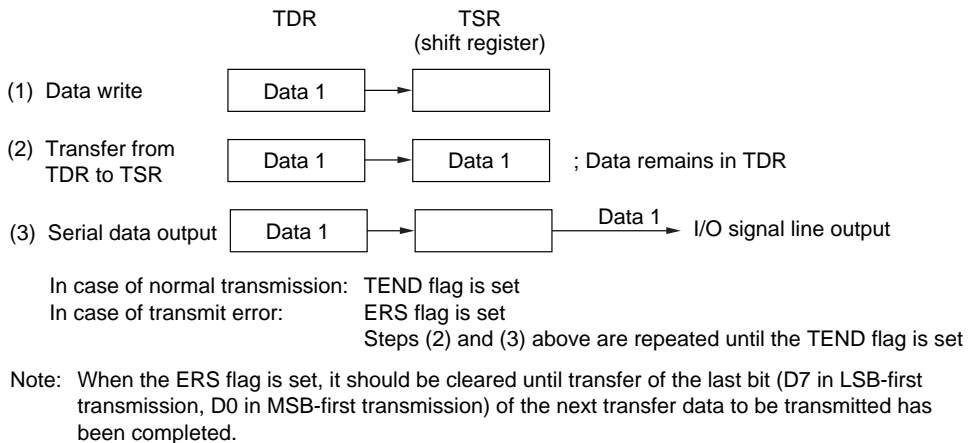 TDR TSR
(shift register)
(1) Data write Data 1
(2) Transfer from
TDR to TSR Data 1 Data 1 ; Data remains in TDR
(3) Serial data output Data 1 Data 1 I/O signal line output
In case of normal transmission: TEND flag is set
In case of transmit error: ERS flag is set
Steps (2) and (3) above are repeated until the TEND flag is set
Note: When the ERS flag is set, it should be cleared until transfer of the last bit (D7 in LSB-first
transmission, D0 in MSB-first transmission) of the next transfer data to be transmitted has
been completed.